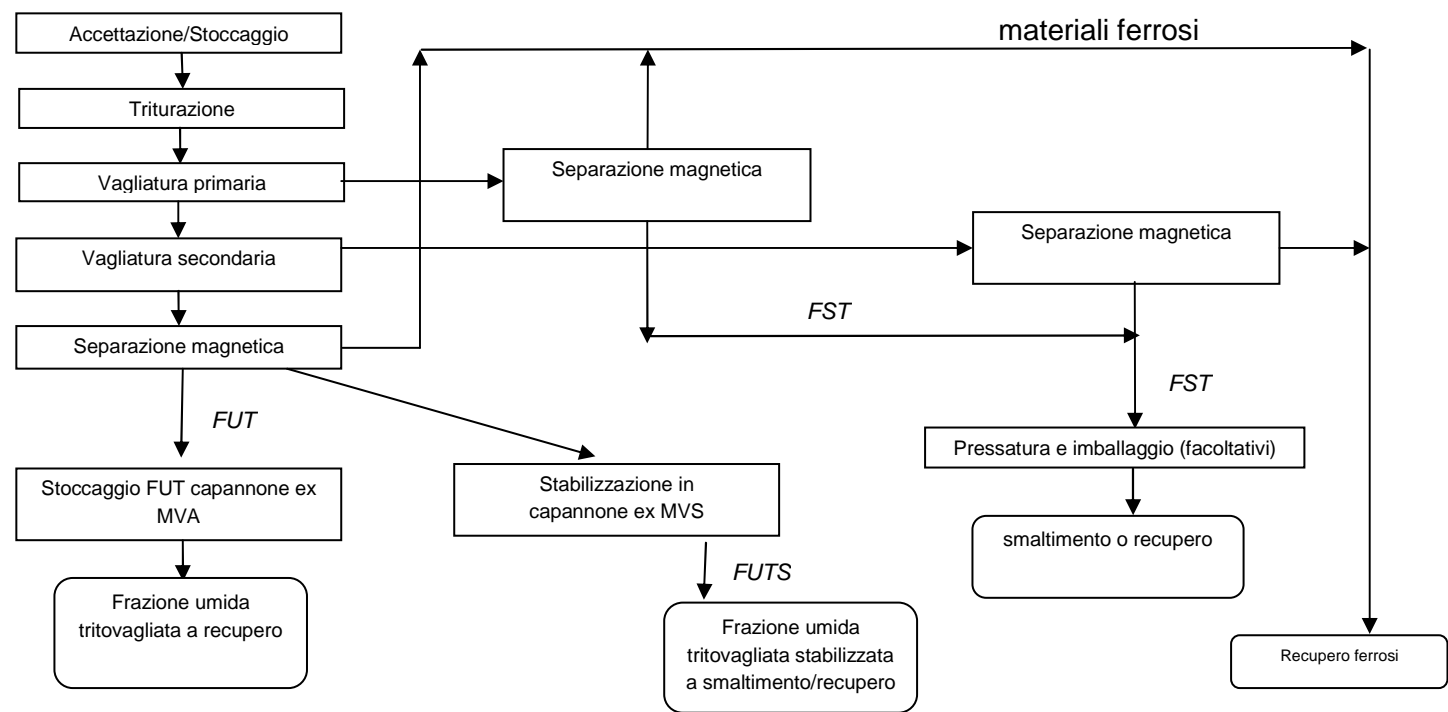 Accettazione/Stoccaggio
materiali ferrosi
Triturazione
Vagliatura primaria
Separazione magnetica
Vagliatura secondaria
Separazione magnetica
Separazione magnetica
FST
FST
FUT
Pressatura e imballaggio (facoltativi)
Stoccaggio FUT capannone ex
MVA
Stabilizzazione in
capannone ex MVS
smaltimento o recupero
FUTS
Frazione umida
tritovagliata a recupero
Frazione umida
tritovagliata stabilizzata
a smaltimento/recupero
Recupero ferrosi